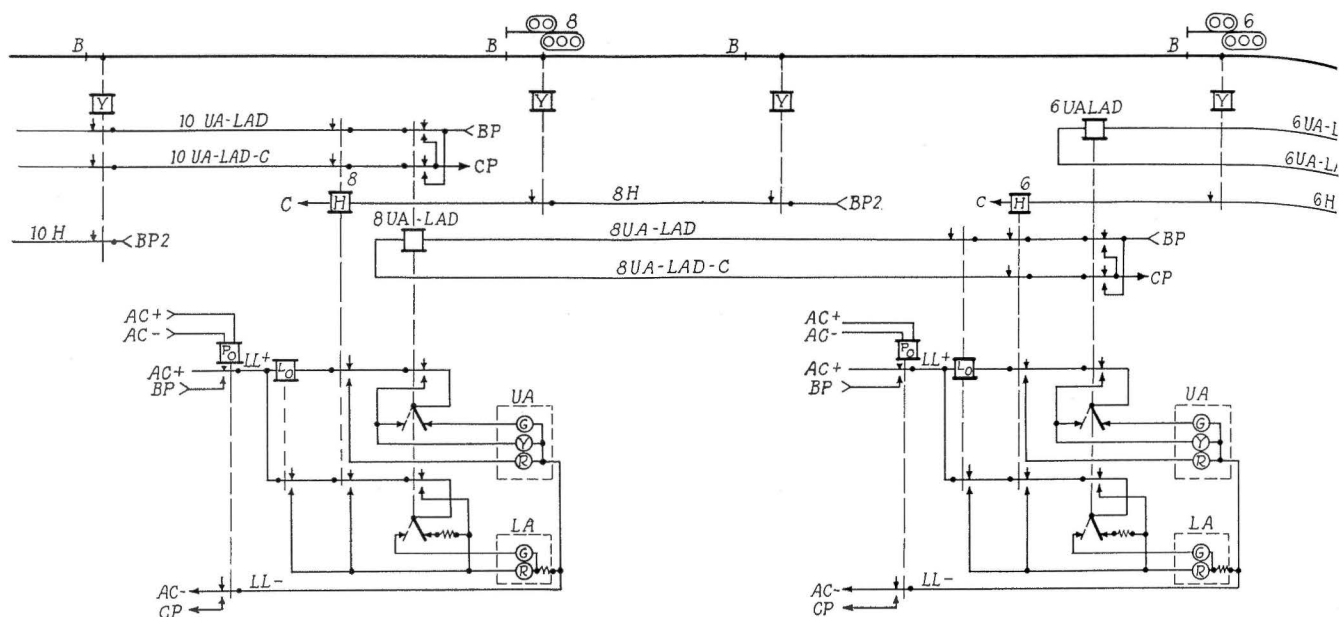 8 6
B B B B
Y Y Y Y
6UALAD
10 UA-LAD BP 6UA-L
10 UA-LAD-C CP 6UA-LA
8 6
C H 8H BP2 C H 6H
8UA-LAD 8UA-LAD BP
10H BP2
8UA-LAD-C CP
AC+ AC+
AC- AC-
PO PO
AC+ LL+ LO AC+ LL+ LO
BP BP
UA UA
G G
Y Y
R R
LA LA
G G
R R
AC- LL- AC- LL-
CP CP